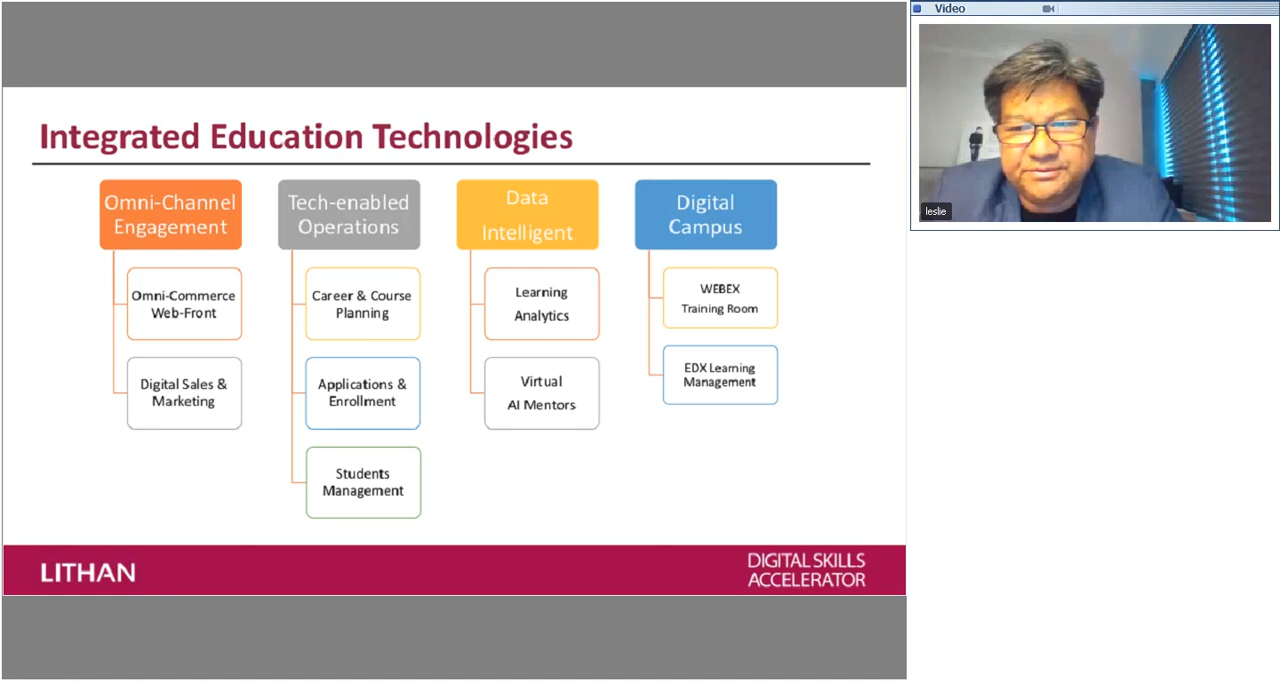 Video
leslie
Integrated Education Technologies
Omni-Channel
Engagement
Omni-Commerce
Web-Front
Digital Sales &
Marketing
Tech-enabled
Operations
Career & Course
Planning
Applications &
Enrollment
Students
Management
Data
Intelligent
Learning
Analytics
Virtual
AI Mentors
Digital
Campus
WEBEX
Training Room
EDX Learning
Management
LITHAN
DIGITAL SKILLS
ACCELERATOR